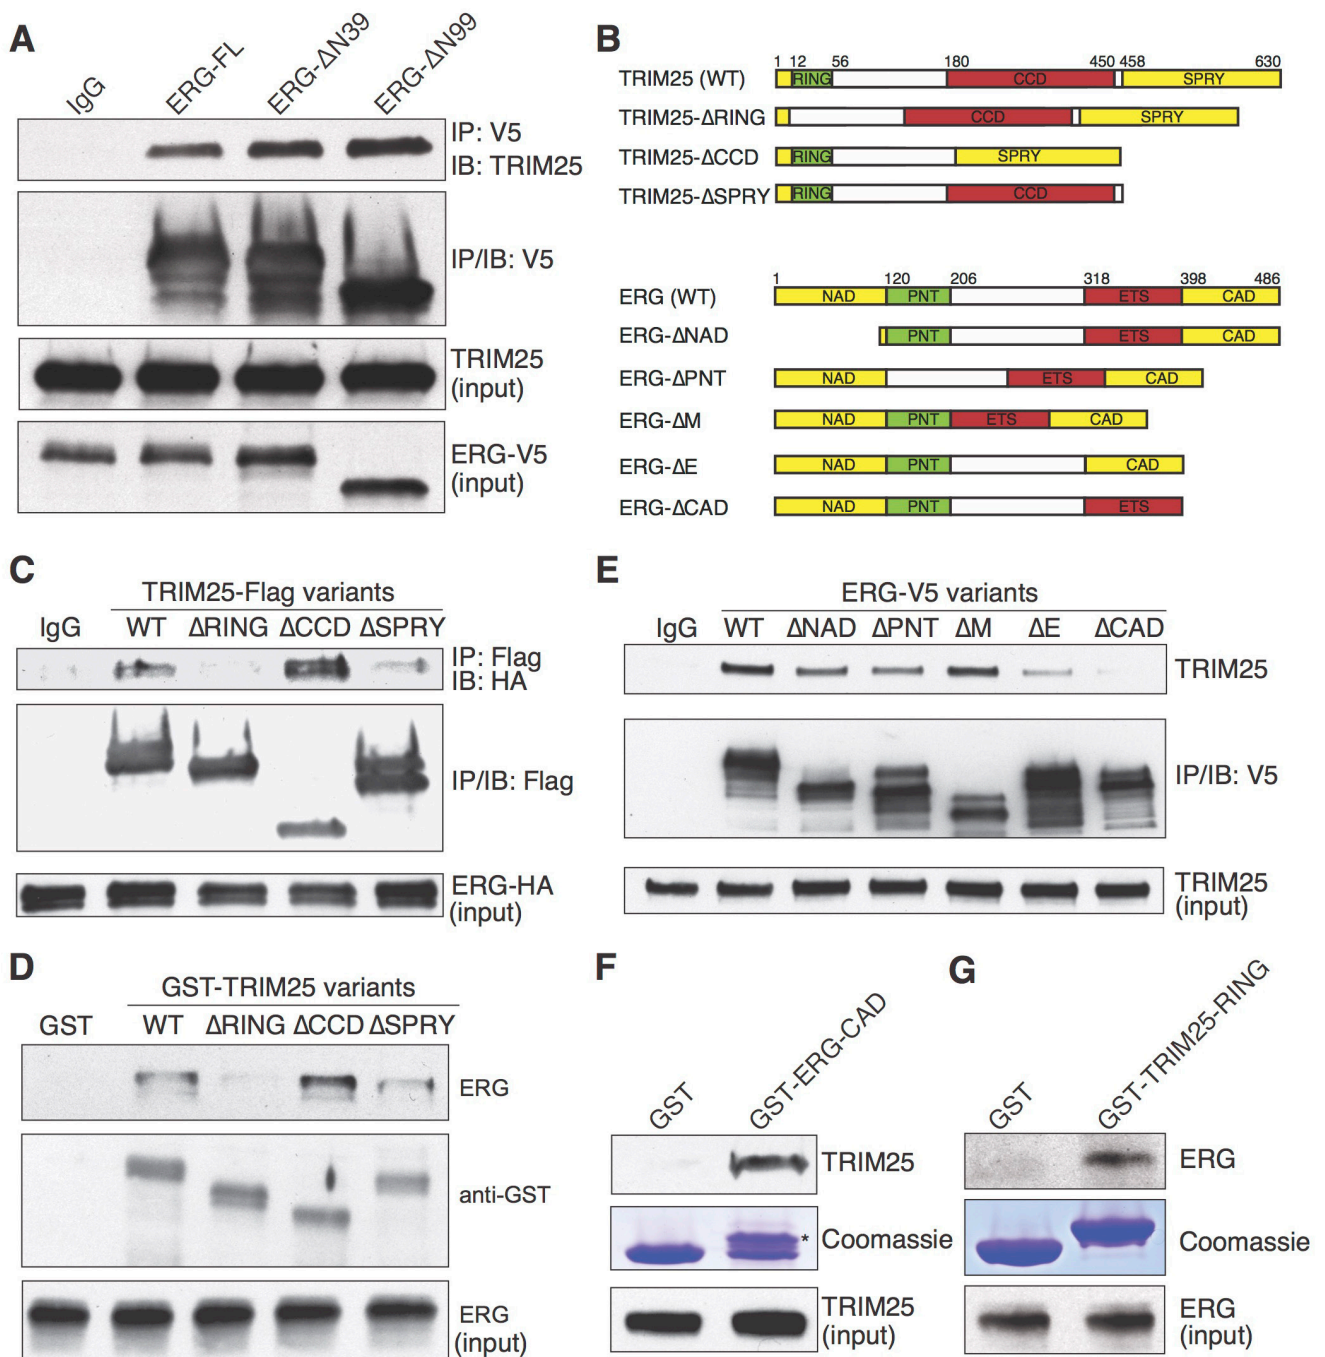 A
IgG
ERG-FL
ERG-ΔN39
ERG-ΔN99
IP: V5
IB: TRIM25
IP/IB: V5
TRIM25
(input)
ERG-V5
(input)
B
1 12 56 180 450 458 630
TRIM25 (WT) RING CCD SPRY
TRIM25-ΔRING CCD SPRY
TRIM25-ΔCCD RING SPRY
TRIM25-ΔSPRY RING CCD
1 120 206 318 398 486
ERG (WT) NAD PNT ETS CAD
ERG-ΔNAD PNT ETS CAD
ERG-ΔPNT NAD ETS CAD
ERG-ΔM NAD PNT ETS CAD
ERG-ΔE NAD PNT CAD
ERG-ΔCAD NAD PNT ETS
C
TRIM25-Flag variants
IgG WT ΔRING ΔCCD ΔSPRY
IP: Flag
IB: HA
IP/IB: Flag
ERG-HA
(input)
E
ERG-V5 variants
IgG WT ΔNAD ΔPNT ΔM ΔE ΔCAD
TRIM25
IP/IB: V5
TRIM25
(input)
D
GST-TRIM25 variants
GST WT ΔRING ΔCCD ΔSPRY
ERG
anti-GST
ERG
(input)
F
GST
GST-ERG-CAD
TRIM25
* Coomassie
TRIM25
(input)
G
GST
GST-TRIM25-RING
ERG
Coomassie
ERG
(input)